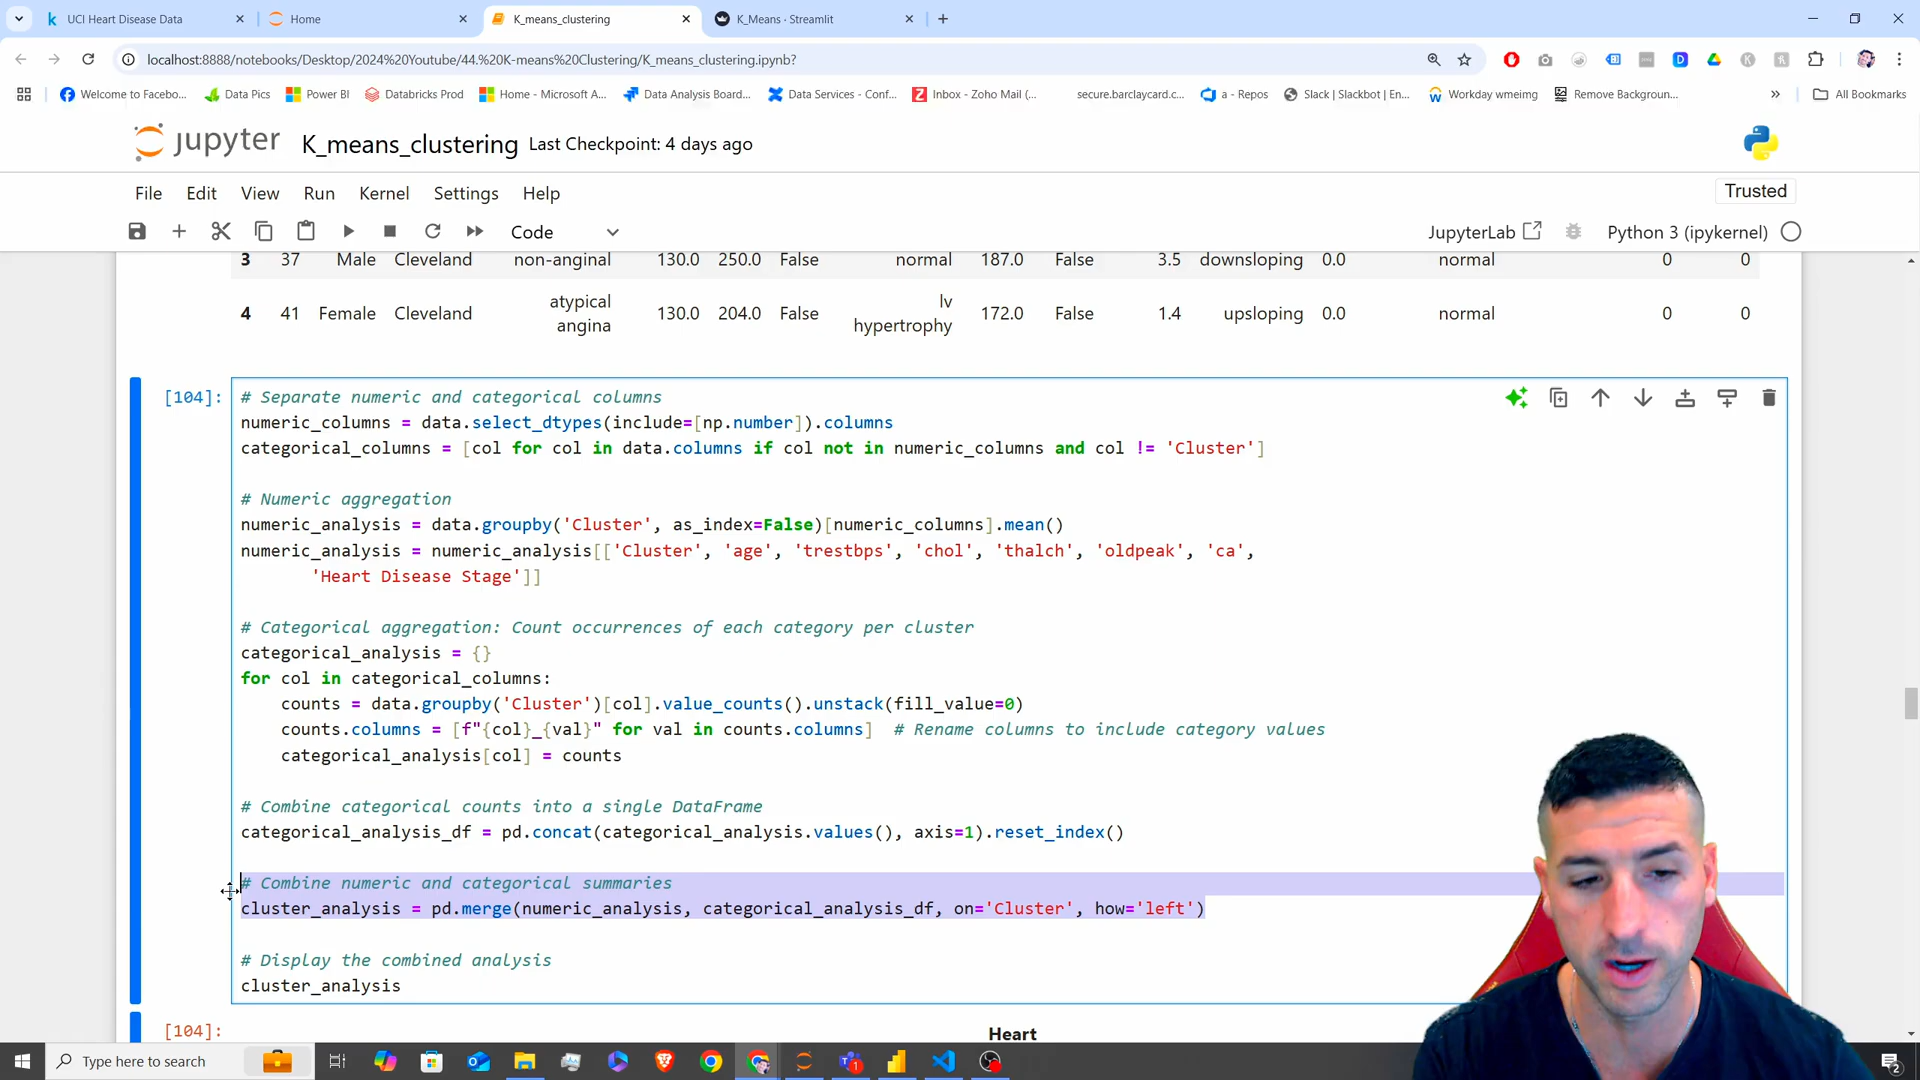 UCI Heart Disease Data
Home
K_means_clustering
K_Means · Streamlit
localhost:8888/notebooks/Desktop/2024%20Youtube/44.%20K-means%20Clustering/K_means_clustering.ipynb?
Welcome to Facebo...
Data Pics
Power BI
Databricks Prod
Home - Microsoft A...
Data Analysis Board...
Data Services - Conf...
Inbox - Zoho Mail (...
secure.barclaycard.c...
a - Repos
Slack | Slackbot | En...
Workday wmeimg
Remove Backgroun...
All Bookmarks
jupyter
K_means_clustering Last Checkpoint: 4 days ago
File Edit View Run Kernel Settings Help
Trusted
Code
JupyterLab
Python 3 (ipykernel)
3 37 Male Cleveland non-anginal 130.0 250.0 False normal 187.0 False 3.5 downsloping 0.0 normal 0 0
4 41 Female Cleveland atypical angina 130.0 204.0 False lv hypertrophy 172.0 False 1.4 upsloping 0.0 normal 0 0
[104]:
# Separate numeric and categorical columns
numeric_columns = data.select_dtypes(include=[np.number]).columns
categorical_columns = [col for col in data.columns if col not in numeric_columns and col != 'Cluster']
# Numeric aggregation
numeric_analysis = data.groupby('Cluster', as_index=False)[numeric_columns].mean()
numeric_analysis = numeric_analysis[['Cluster', 'age', 'trestbps', 'chol', 'thalch', 'oldpeak', 'ca',
'Heart Disease Stage']]
# Categorical aggregation: Count occurrences of each category per cluster
categorical_analysis = {}
for col in categorical_columns:
counts = data.groupby('Cluster')[col].value_counts().unstack(fill_value=0)
counts.columns = [f"{col}_{val}" for val in counts.columns] # Rename columns to include category values
categorical_analysis[col] = counts
# Combine categorical counts into a single DataFrame
categorical_analysis_df = pd.concat(categorical_analysis.values(), axis=1).reset_index()
# Combine numeric and categorical summaries
cluster_analysis = pd.merge(numeric_analysis, categorical_analysis_df, on='Cluster', how='left')
# Display the combined analysis
cluster_analysis
[104]:
Heart
Type here to search